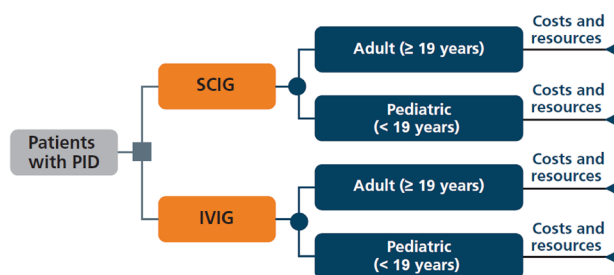 Patients
with PID
SCIG
Adult (≥ 19 years)
Costs and
resources
Pediatric
(< 19 years)
Costs and
resources
IVIG
Adult (≥ 19 years)
Costs and
resources
Pediatric
(< 19 years)
Costs and
resources